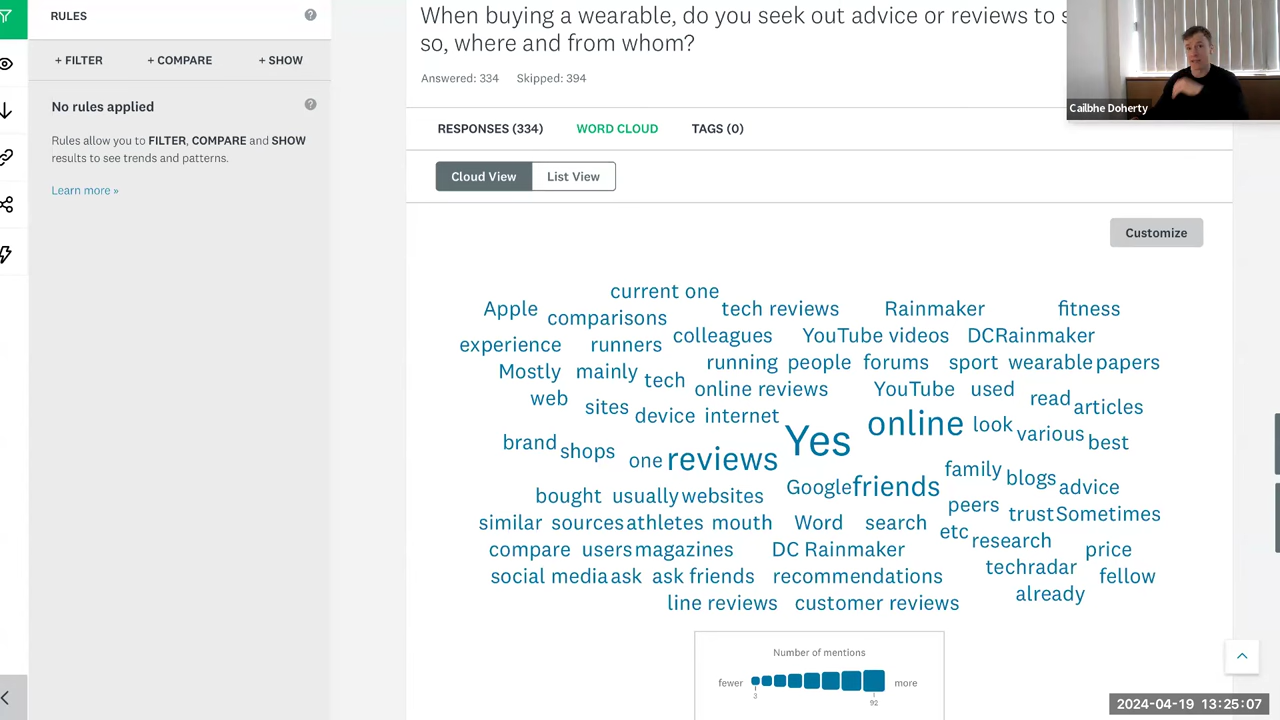 RULES
+ FILTER
+ COMPARE
+ SHOW
No rules applied
Rules allow you to FILTER, COMPARE and SHOW
results to see trends and patterns.
Learn more »
When buying a wearable, do you seek out advice or reviews to
so, where and from whom?
Answered: 334 Skipped: 394
RESPONSES (334) WORD CLOUD TAGS (0)
Cloud View List View
Customize
current one
Apple comparisons tech reviews Rainmaker fitness
experience runners colleagues YouTube videos DCRainmaker
Mostly mainly tech running people forums sport wearable papers
web sites device internet online reviews YouTube used read articles
brand shops one reviews Yes online look various best
bought usually websites Google friends family blogs advice
similar sources athletes mouth Word search peers trust Sometimes
compare users magazines DC Rainmaker etc research price
social media ask ask friends recommendations techradar fellow
line reviews customer reviews already
Number of mentions
fewer more
3 92
Cailbhe Doherty
2024-04-19 13:25:07